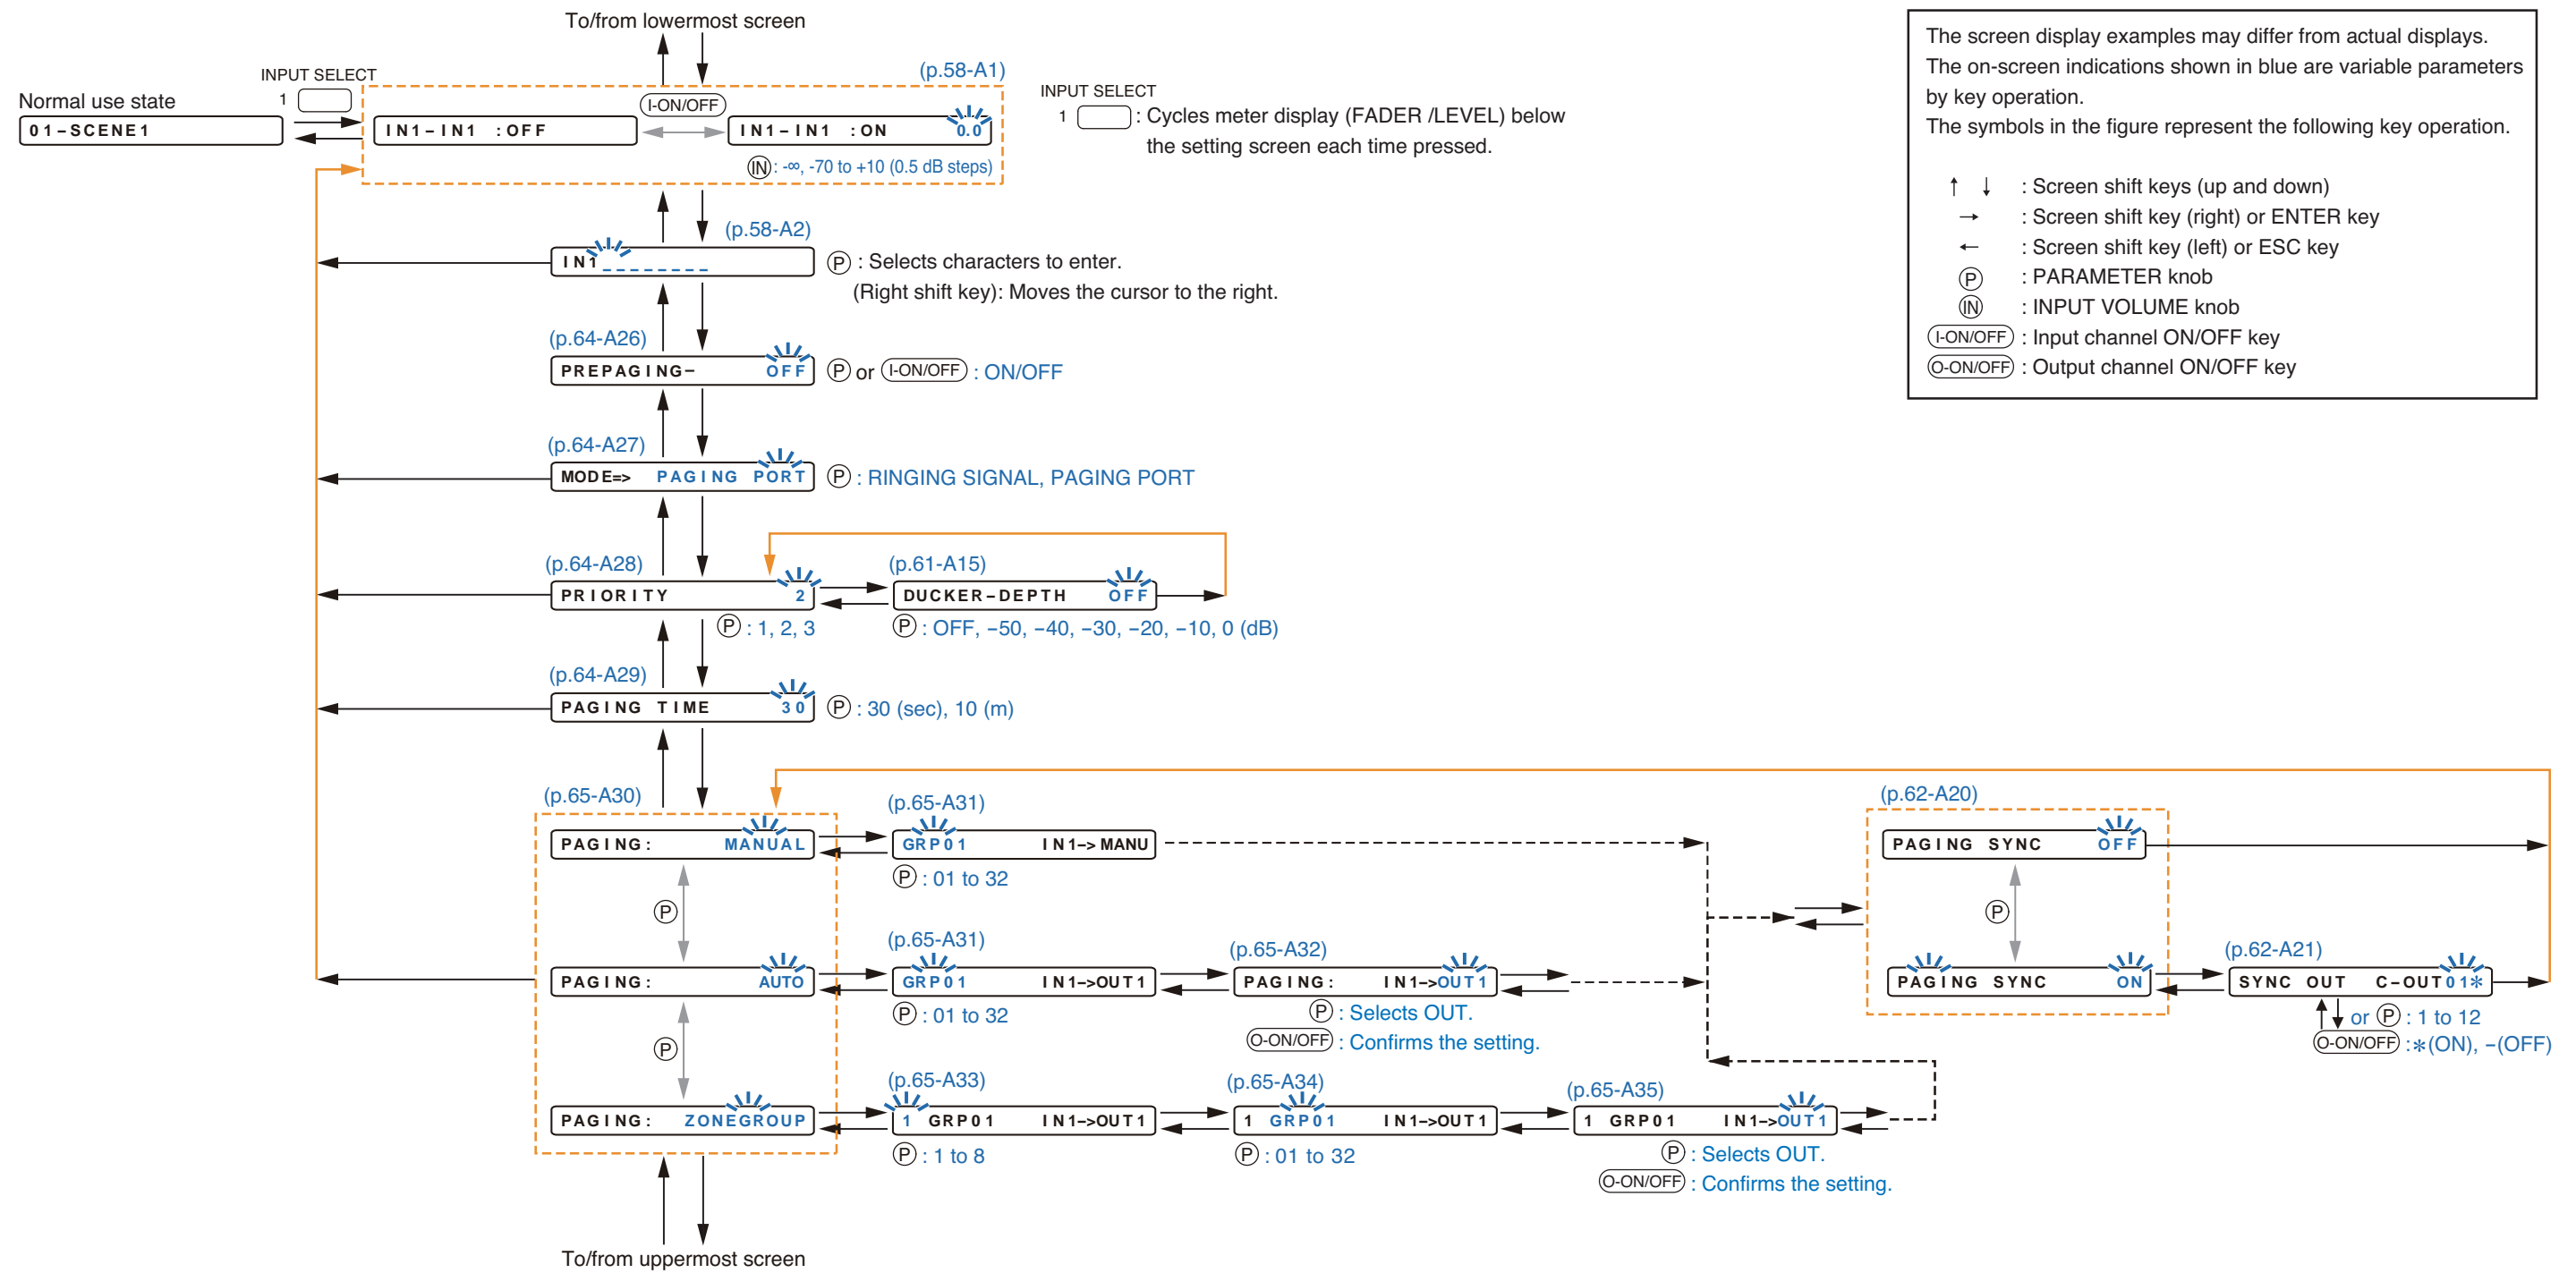 To/from lowermost screen
INPUT SELECT
1
(p.58-A1)
Normal use state
01-SCENE1
I-ON/OFF
IN1-IN1 :OFF
IN1-IN1 :ON 0.0
IN : -∞, -70 to +10 (0.5 dB steps)
INPUT SELECT
1 : Cycles meter display (FADER /LEVEL) below
the setting screen each time pressed.
The screen display examples may differ from actual displays.
The on-screen indications shown in blue are variable parameters
by key operation.
The symbols in the figure represent the following key operation.
↑ ↓ : Screen shift keys (up and down)
→ : Screen shift key (right) or ENTER key
← : Screen shift key (left) or ESC key
P : PARAMETER knob
IN : INPUT VOLUME knob
I-ON/OFF : Input channel ON/OFF key
O-ON/OFF : Output channel ON/OFF key
(p.58-A2)
IN1_ _ _ _ _ _ _
P : Selects characters to enter.
(Right shift key): Moves the cursor to the right.
(p.64-A26)
PREPAGING- OFF
P or I-ON/OFF : ON/OFF
(p.64-A27)
MODE=> PAGING PORT
P : RINGING SIGNAL, PAGING PORT
(p.64-A28)
PRIORITY 2
P : 1, 2, 3
(p.61-A15)
DUCKER-DEPTH OFF
P : OFF, −50, −40, −30, −20, −10, 0 (dB)
(p.64-A29)
PAGING TIME 30
P : 30 (sec), 10 (m)
(p.65-A30)
PAGING: MANUAL
(p.65-A31)
GRP01 IN1->MANU
P : 01 to 32
(p.62-A20)
PAGING SYNC OFF
P
P
PAGING: AUTO
(p.65-A31)
GRP01 IN1->OUT1
P : 01 to 32
(p.65-A32)
PAGING: IN1->OUT1
P : Selects OUT.
O-ON/OFF : Confirms the setting.
PAGING SYNC ON
(p.62-A21)
SYNC OUT C-OUT01*
or P : 1 to 12
O-ON/OFF :*(ON), −(OFF)
P
PAGING: ZONEGROUP
(p.65-A33)
1 GRP01 IN1->OUT1
P : 1 to 8
(p.65-A34)
1 GRP01 IN1->OUT1
P : 01 to 32
(p.65-A35)
1 GRP01 IN1->OUT1
P : Selects OUT.
O-ON/OFF : Confirms the setting.
To/from uppermost screen